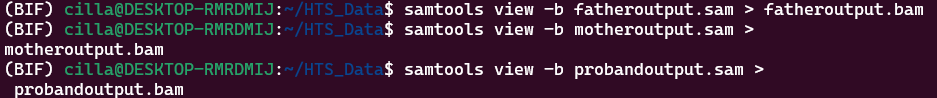 (BIF) cilla@DESKTOP-RMRDMIJ:~/HTS_Data$ samtools view -b fatheroutput.sam > fatheroutput.bam
(BIF) cilla@DESKTOP-RMRDMIJ:~/HTS_Data$ samtools view -b motheroutput.sam >
motheroutput.bam
(BIF) cilla@DESKTOP-RMRDMIJ:~/HTS_Data$ samtools view -b probandoutput.sam >
 probandoutput.bam